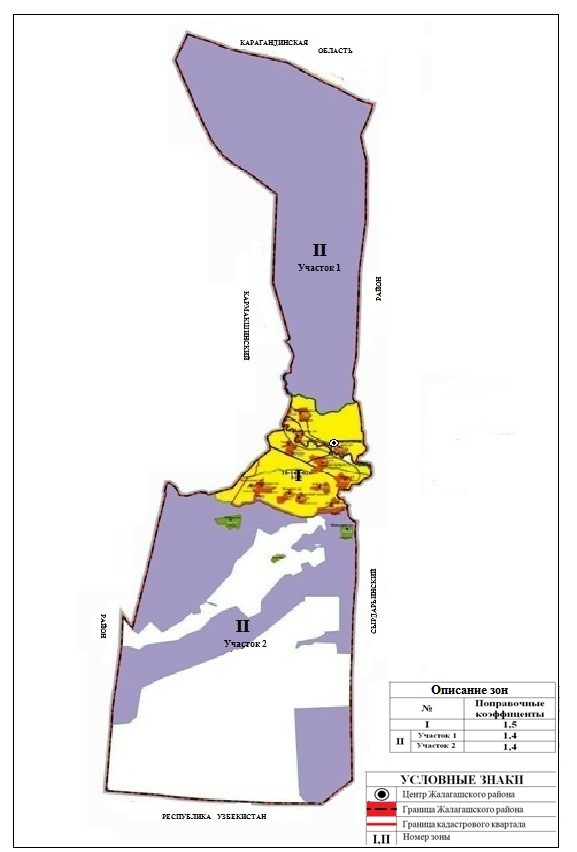 КАРАГАНДИНСКАЯ
ОБЛАСТЬ
II
Участок 1
РАЙОН
КАРМАКШИНСКИЙ
I
II
Участок 2
РАЙОН
СЫРДАРЬИНСКИЙ
РЕСПУБЛИКА УЗБЕКИСТАН
Описание зон
№ Поправочные
коэффиценты
I 1,5
II Участок 1 1,4
Участок 2 1,4
УСЛОВНЫЕ ЗНАКИ
Центр Жалагашского района
Граница Жалагашского района
Граница кадастрового квартала
I,II Номер зоны